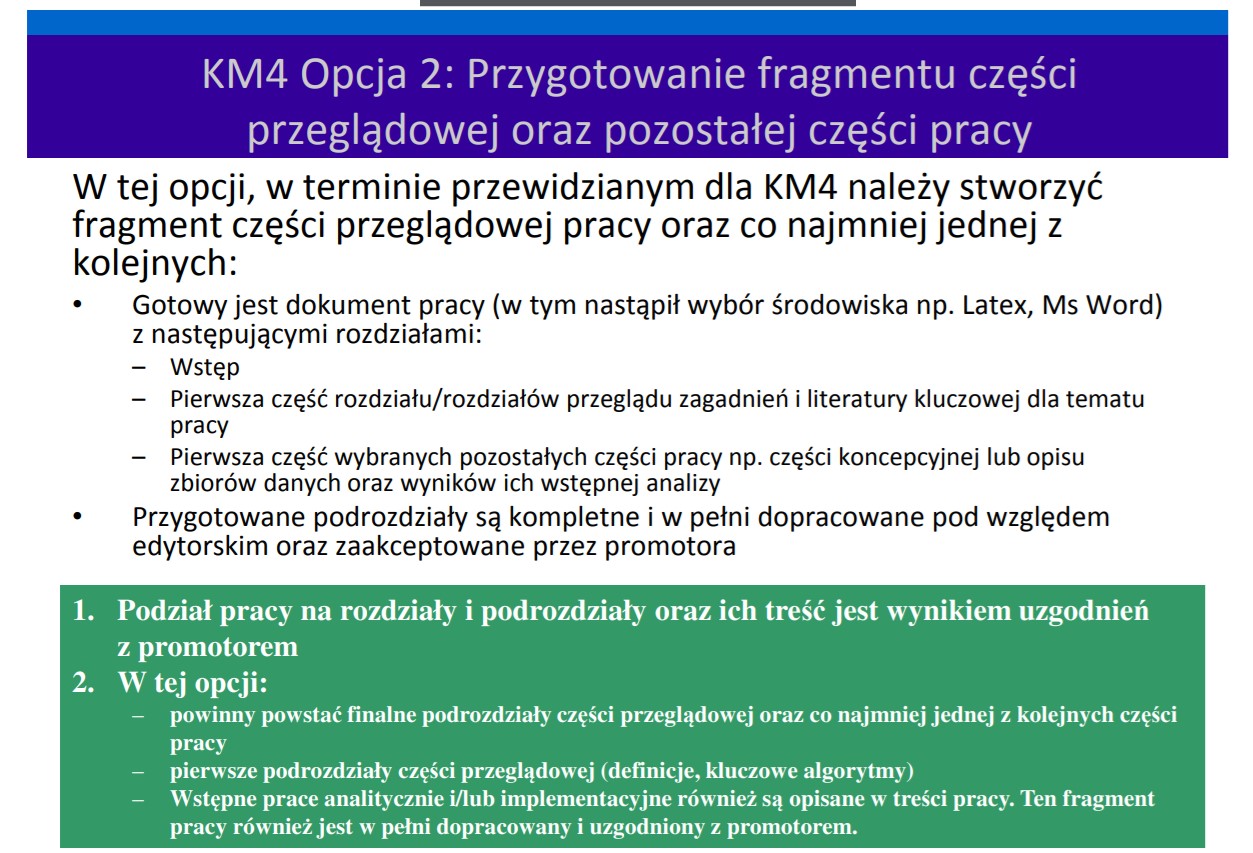 KM4 Opcja 2: Przygotowanie fragmentu części
przeglądowej oraz pozostałej części pracy
W tej opcji, w terminie przewidzianym dla KM4 należy stworzyć
fragment części przeglądowej pracy oraz co najmniej jednej z
kolejnych:
• Gotowy jest dokument pracy (w tym nastąpił wybór środowiska np. Latex, Ms Word)
z następującymi rozdziałami:
– Wstęp
– Pierwsza część rozdziału/rozdziałów przeglądu zagadnień i literatury kluczowej dla tematu
pracy
– Pierwsza część wybranych pozostałych części pracy np. części koncepcyjnej lub opisu
zbiorów danych oraz wyników ich wstępnej analizy
• Przygotowane podrozdziały są kompletne i w pełni dopracowane pod względem
edytorskim oraz zaakceptowane przez promotora
1. Podział pracy na rozdziały i podrozdziały oraz ich treść jest wynikiem uzgodnień
z promotorem
2. W tej opcji:
– powinny powstać finalne podrozdziały części przeglądowej oraz co najmniej jednej z kolejnych części
pracy
– pierwsze podrozdziały części przeglądowej (definicje, kluczowe algorytmy)
– Wstępne prace analitycznie i/lub implementacyjne również są opisane w treści pracy. Ten fragment
pracy również jest w pełni dopracowany i uzgodniony z promotorem.